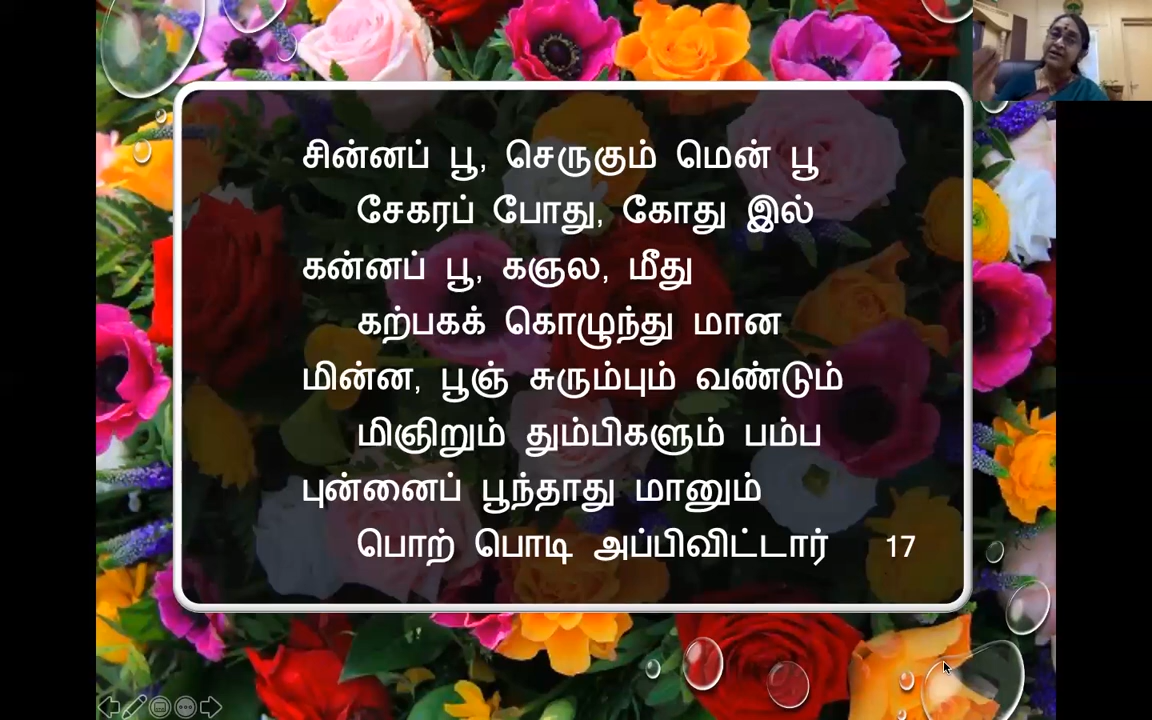 சின்னப் பூ, செருகும் மென் பூ
சேகரப் போது, கோது இல்
கன்னப் பூ, கஞல, மீது
கற்பகக் கொழுந்து மான
மின்ன, பூஞ் சுரும்பும் வண்டும்
மிஞிறும் தும்பிகளும் பம்ப
புன்னைப் பூந்தாது மானும்
பொற் பொடி அப்பிவிட்டார் 17